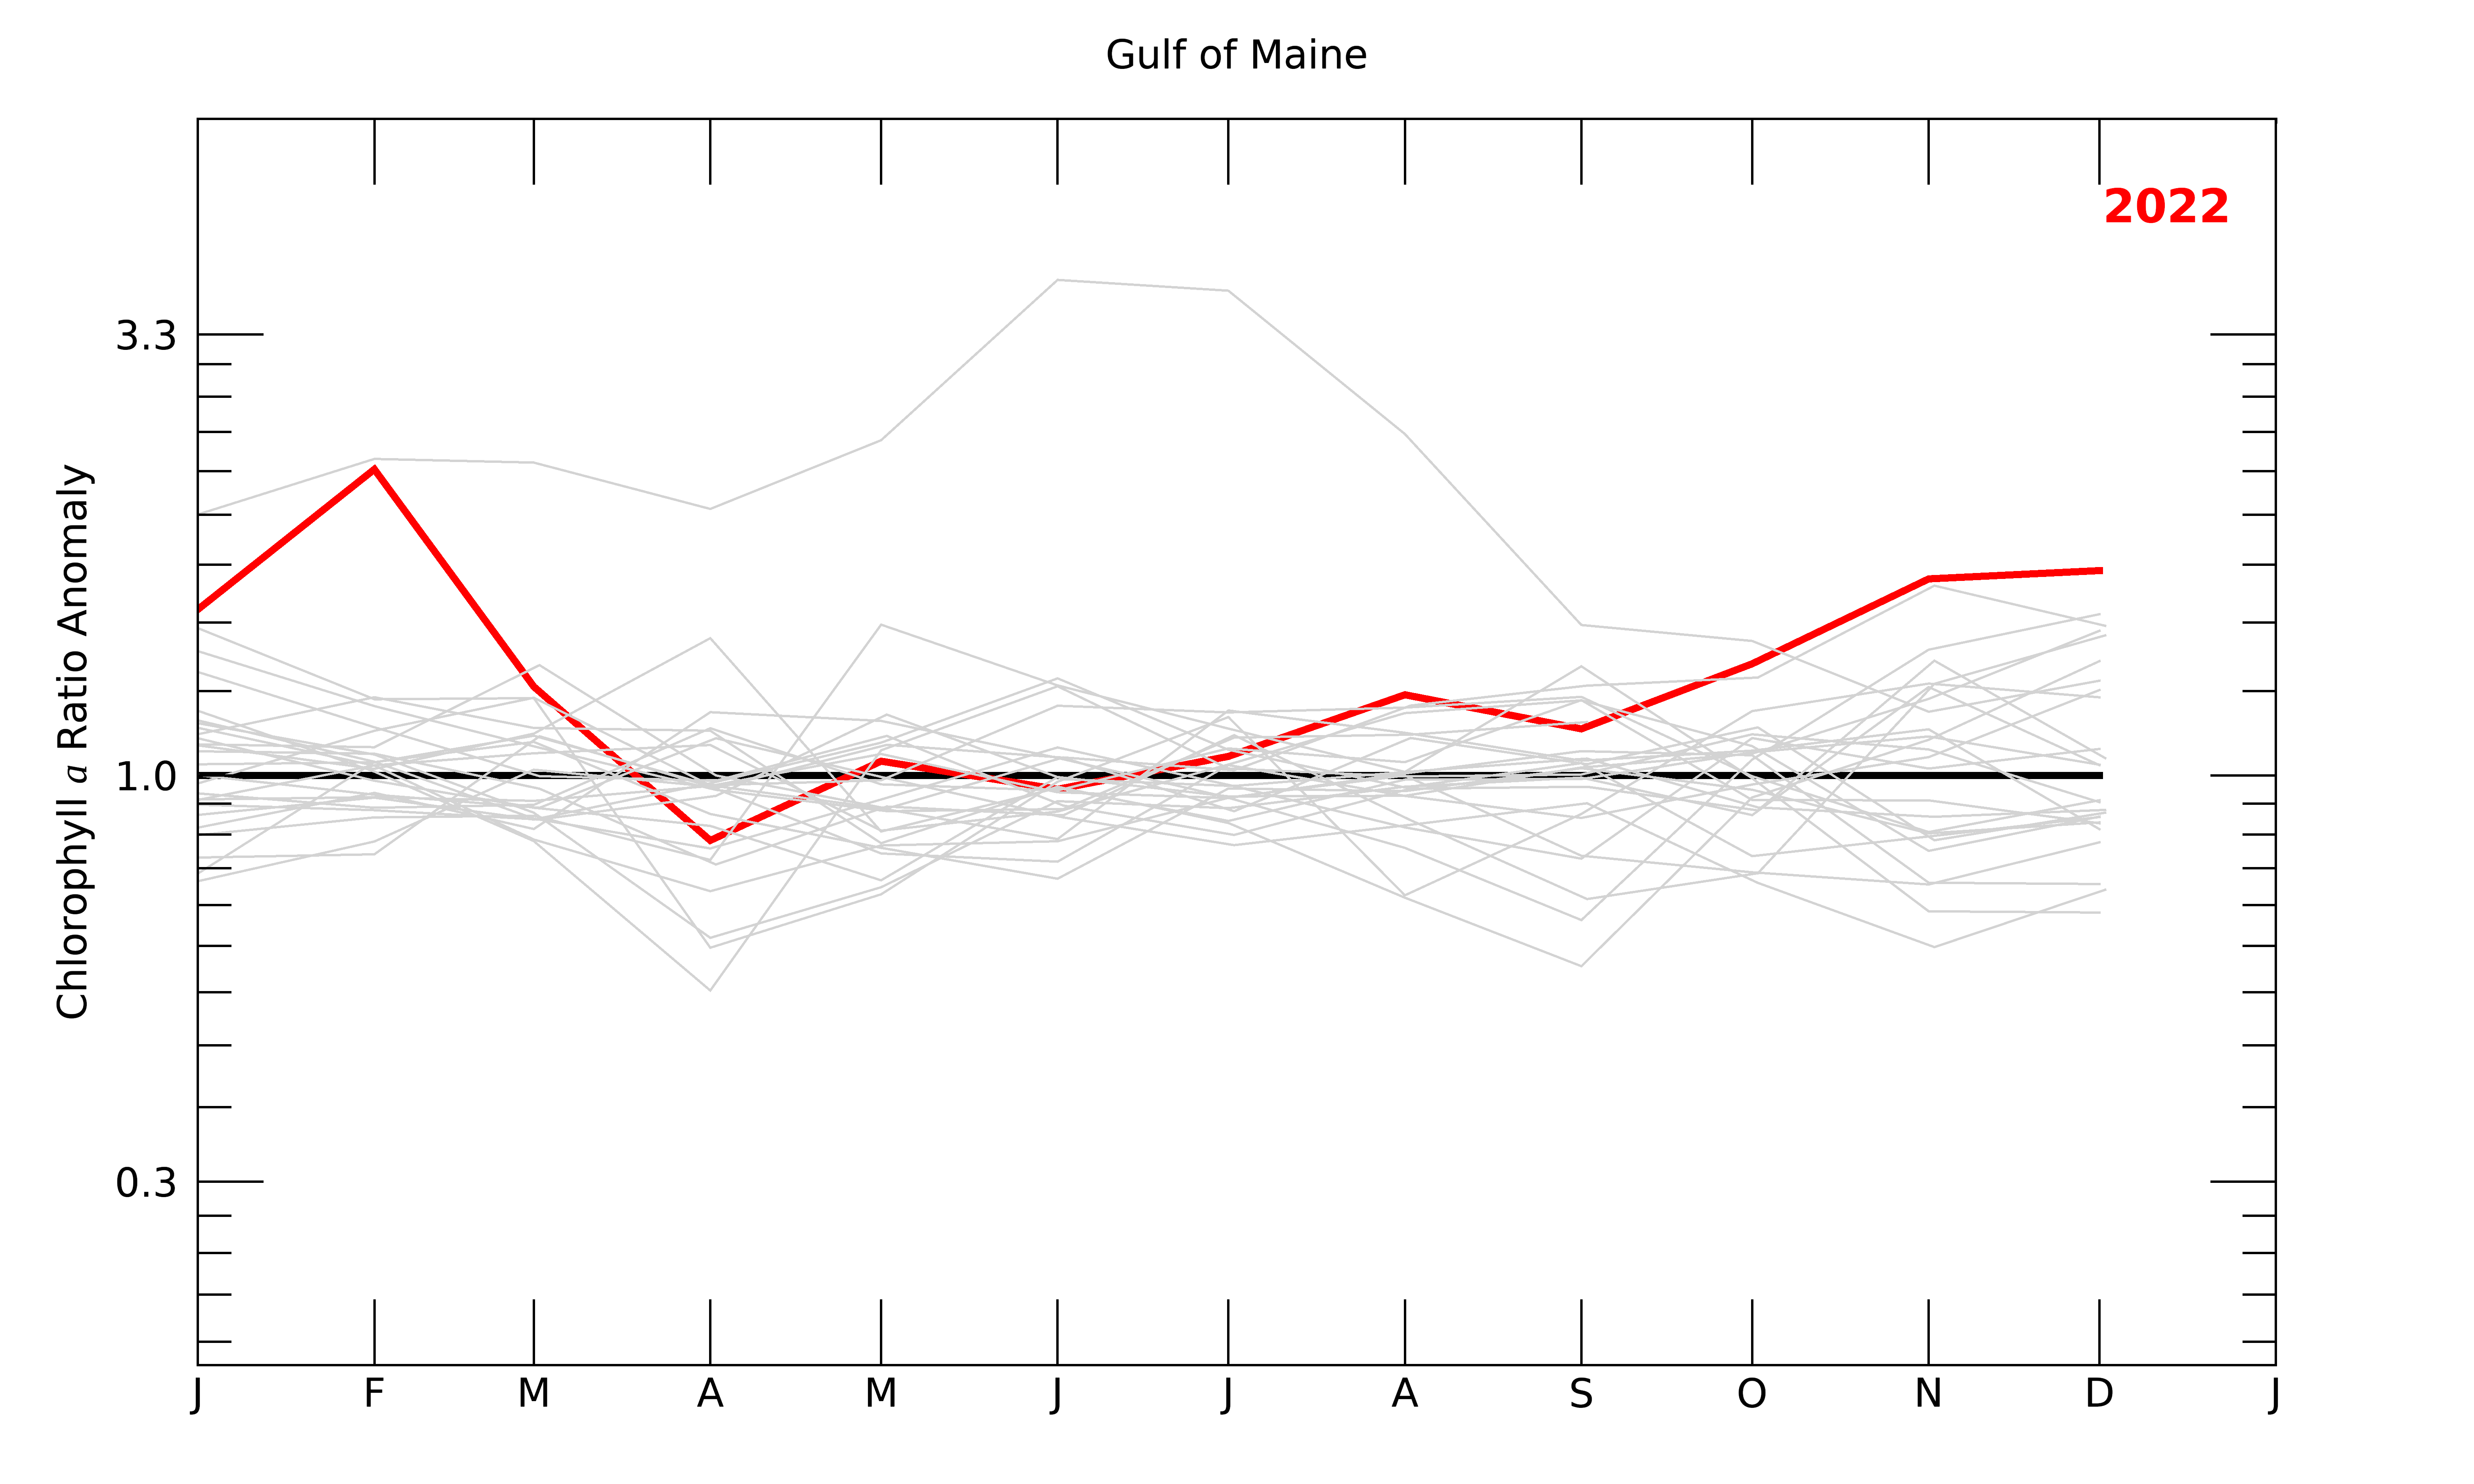 Gulf of Maine
2022
3.3
1.0
0.3
Chlorophyll a Ratio Anomaly
J F M A M J J A S O N D J